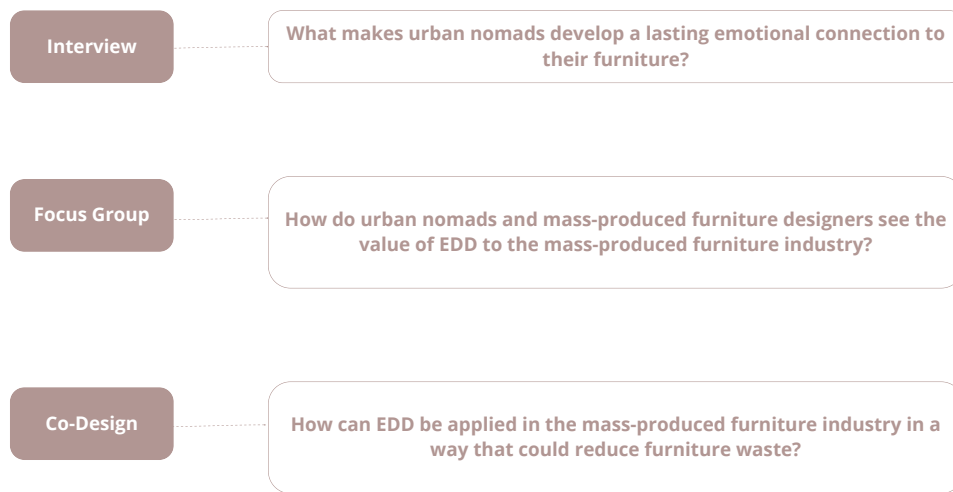 Interview
What makes urban nomads develop a lasting emotional connection to
their furniture?
Focus Group
How do urban nomads and mass-produced furniture designers see the
value of EDD to the mass-produced furniture industry?
Co-Design
How can EDD be applied in the mass-produced furniture industry in a
way that could reduce furniture waste?